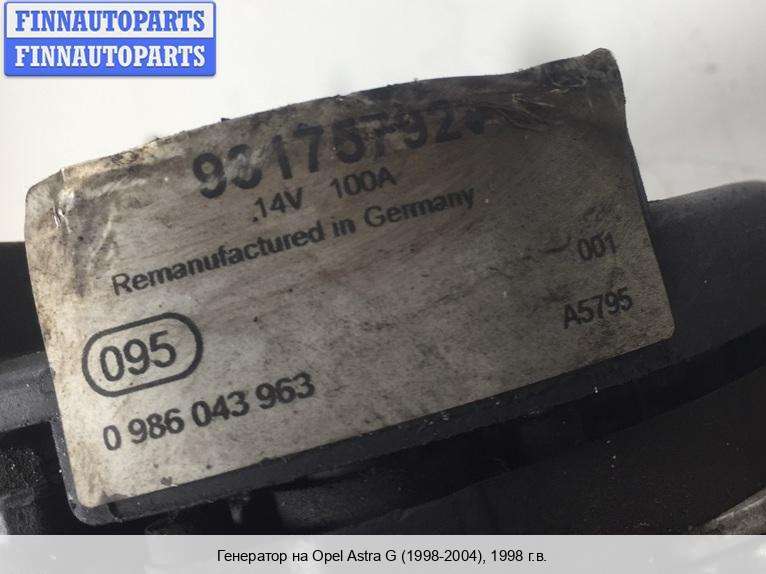 FINNAUTOPARTS
FINNAUTOPARTS
14V 100A
Remanufactured in Germany
001
A5795
095
0 986 043 963
Генератор на Opel Astra G (1998-2004), 1998 г.в.